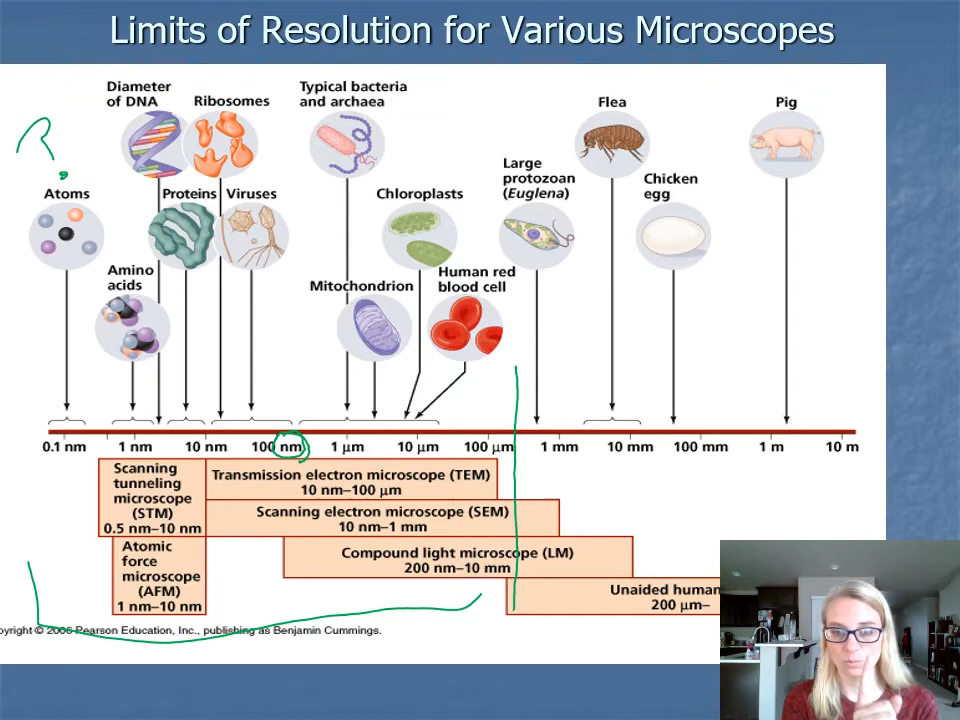 Limits of Resolution for Various Microscopes
Diameter
of DNA
Ribosomes
Typical bacteria
and archaea
Flea
Pig
Large
protozoan
(Euglena)
Chicken
egg
Atoms
Proteins
Viruses
Chloroplasts
Amino
acids
Mitochondrion
Human red
blood cell
0.1 nm
1 nm
10 nm
100 nm
1 μm
10 μm
100 μm
1 mm
10 mm
100 mm
1 m
10 m
Scanning
tunneling
microscope
(STM)
0.5 nm–10 nm
Transmission electron microscope (TEM)
10 nm–100 μm
Scanning electron microscope (SEM)
10 nm–1 mm
Atomic
force
microscope
(AFM)
1 nm–10 nm
Compound light microscope (LM)
200 nm–10 mm
Unaided human
200 μm–
pyright © 2006 Pearson Education, Inc., publishing as Benjamin Cummings.